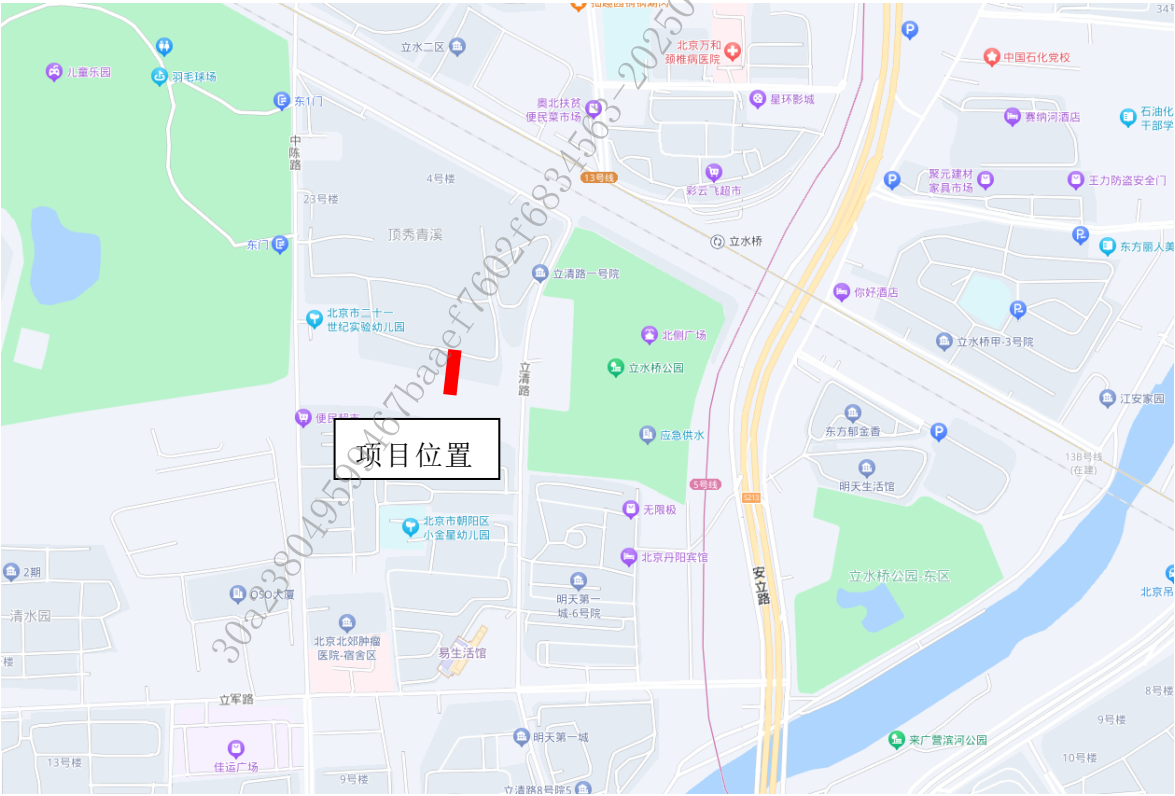 立水二区
北京万和
颈椎病医院
中国石化党校
儿童乐园
羽毛球场
东1门
奥北扶贫
便民菜市场
星环影城
赛纳河酒店
石油化
干部学
中陈路
13号线
4号楼
23号楼
彩云飞超市
聚元建材
家具市场
王力防盗安全门
顶秀青溪
东门
立水桥
东方丽人美
立清路一号院
你好酒店
北京市二十一
世纪实验幼儿园
北侧广场
立水桥甲-3号院
立水桥公园
立清路
江安家园
便民超市
项目位置
应急供水
东方郁金香
13B号线
(在建)
5号线
S213
明天生活馆
无限极
北京市朝阳区
小金星幼儿园
北京丹阳宾馆
2期
OSO大厦
明天第一
城-6号院
安立路
立水桥公园-东区
北京吊
清水园
北京北郊肿瘤
医院-宿舍区
易生活馆
楼
立军路
8号楼
9号楼
明天第一城
来广营滨河公园
10号楼
13号楼
佳运广场
9号楼
立清路8号院5